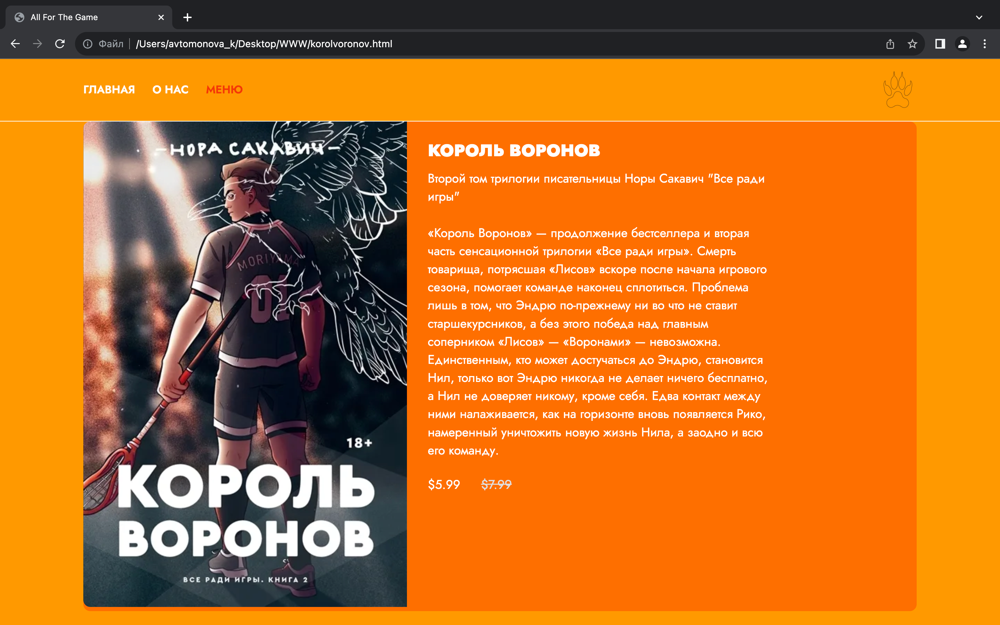 All For The Game
Файл
/Users/avtomonova_k/Desktop/WWW/korolvoronov.html
ГЛАВНАЯ О НАС МЕНЮ
— НОРА САКАВИЧ —
MORIYAMA
01
18+
КОРОЛЬ
ВОРОНОВ
ВСЕ РАДИ ИГРЫ. КНИГА 2
КОРОЛЬ ВОРОНОВ
Второй том трилогии писательницы Норы Сакавич "Все ради
игры"
«Король Воронов» — продолжение бестселлера и вторая
часть сенсационной трилогии «Все ради игры». Смерть
товарища, потрясшая «Лисов» вскоре после начала игрового
сезона, помогает команде наконец сплотиться. Проблема
лишь в том, что Эндрю по-прежнему ни во что не ставит
старшекурсников, а без этого победа над главным
соперником «Лисов» — «Воронами» — невозможна.
Единственным, кто может достучаться до Эндрю, становится
Нил, только вот Эндрю никогда не делает ничего бесплатно,
а Нил не доверяет никому, кроме себя. Едва контакт между
ними налаживается, как на горизонте вновь появляется Рико,
намеренный уничтожить новую жизнь Нила, а заодно и всю
его команду.
$5.99 $7.99